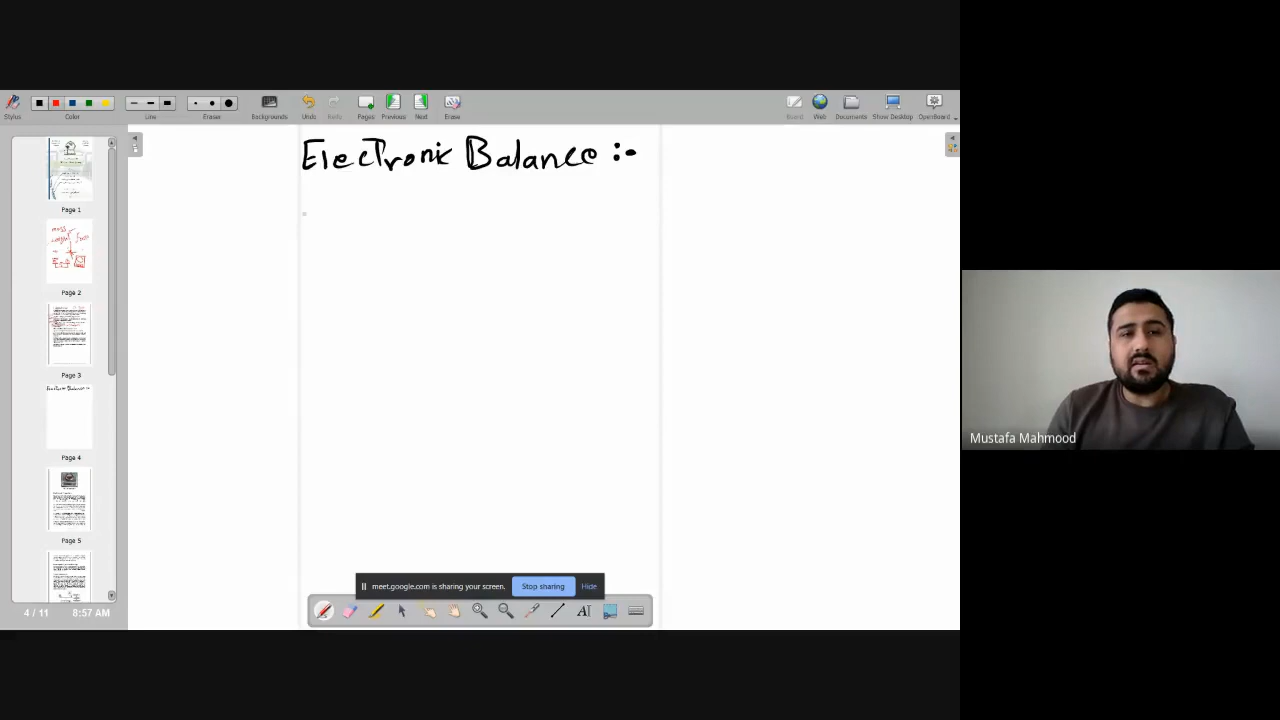 Stylus
Color
Line
Eraser
Backgrounds
Undo
Redo
Pages
Previous
Next
Erase
Board
Web
Documents
Show Desktop
OpenBoard
Electronic Balance :-
Page 1
Page 2
Page 3
Page 4
Page 5
4 / 11
8:57 AM
meet.google.com is sharing your screen.
Stop sharing
Hide
Mustafa Mahmood